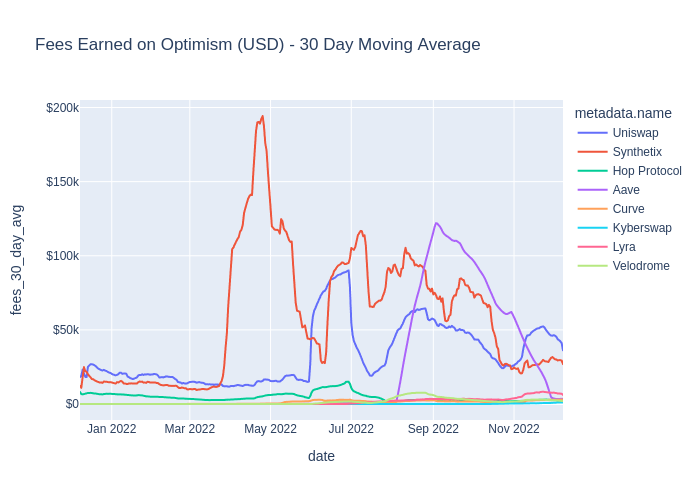 Fees Earned on Optimism (USD) - 30 Day Moving Average
metadata.name
Uniswap
Synthetix
Hop Protocol
Aave
Curve
Kyberswap
Lyra
Velodrome
fees_30_day_avg
$200k
$150k
$100k
$50k
$0
Jan 2022 Mar 2022 May 2022 Jul 2022 Sep 2022 Nov 2022
date